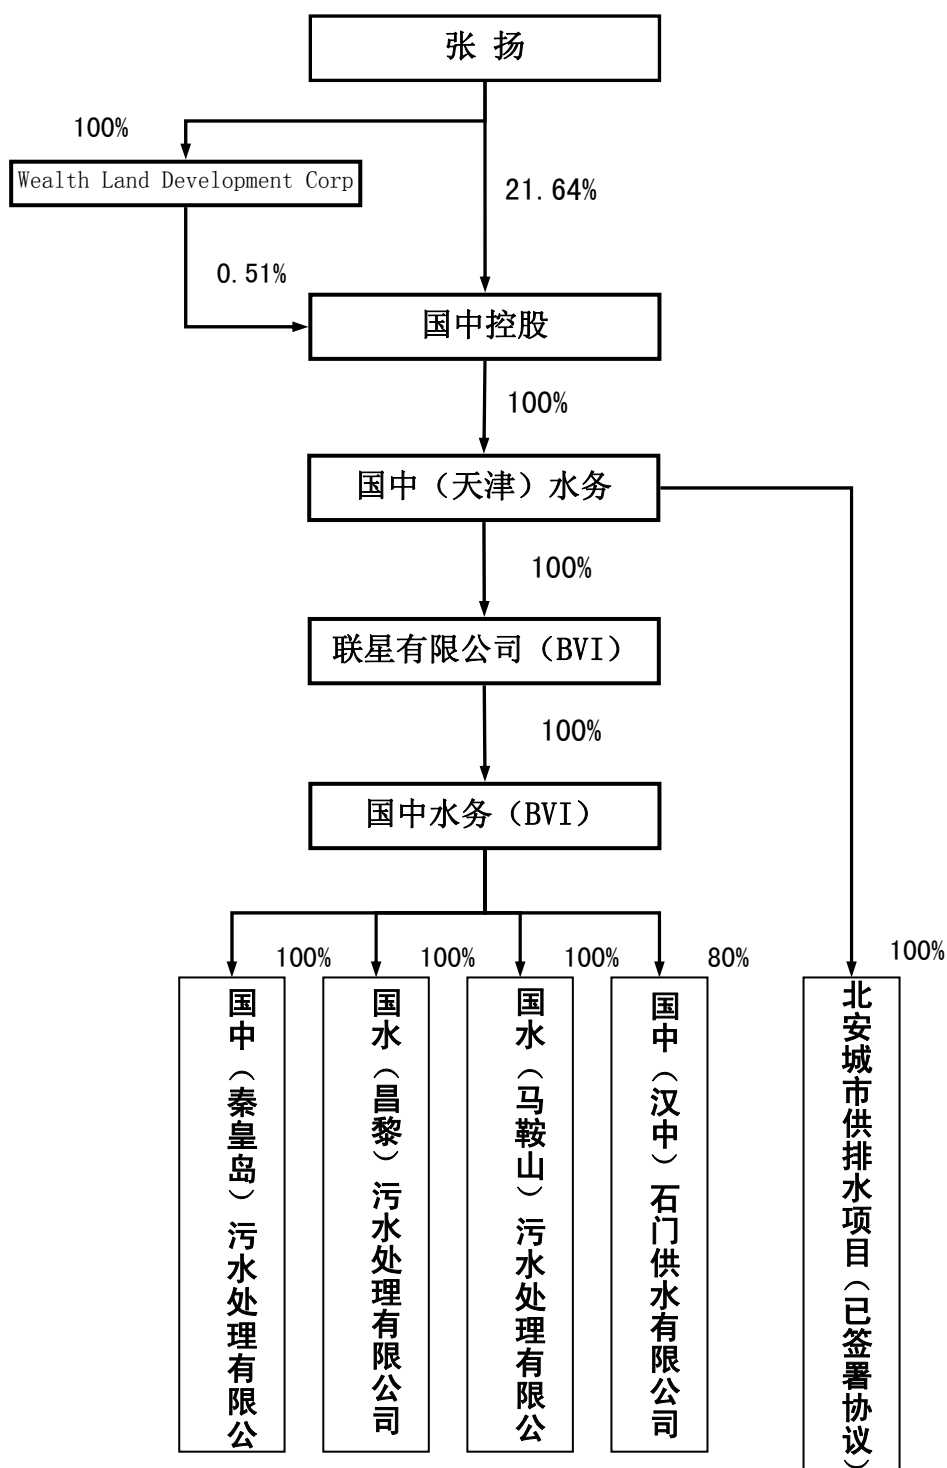 张 扬
100%
Wealth Land Development Corp
21.64%
0.51%
国中控股
100%
国中（天津）水务
100%
联星有限公司（BVI）
100%
国中水务（BVI）
100%
100%
100%
80%
100%
国中（秦皇岛）污水处理有限公
国水（昌黎）污水处理有限公司
国水（马鞍山）污水处理有限公
国中（汉中）石门供水有限公司
北安城市供排水项目（已签署协议）